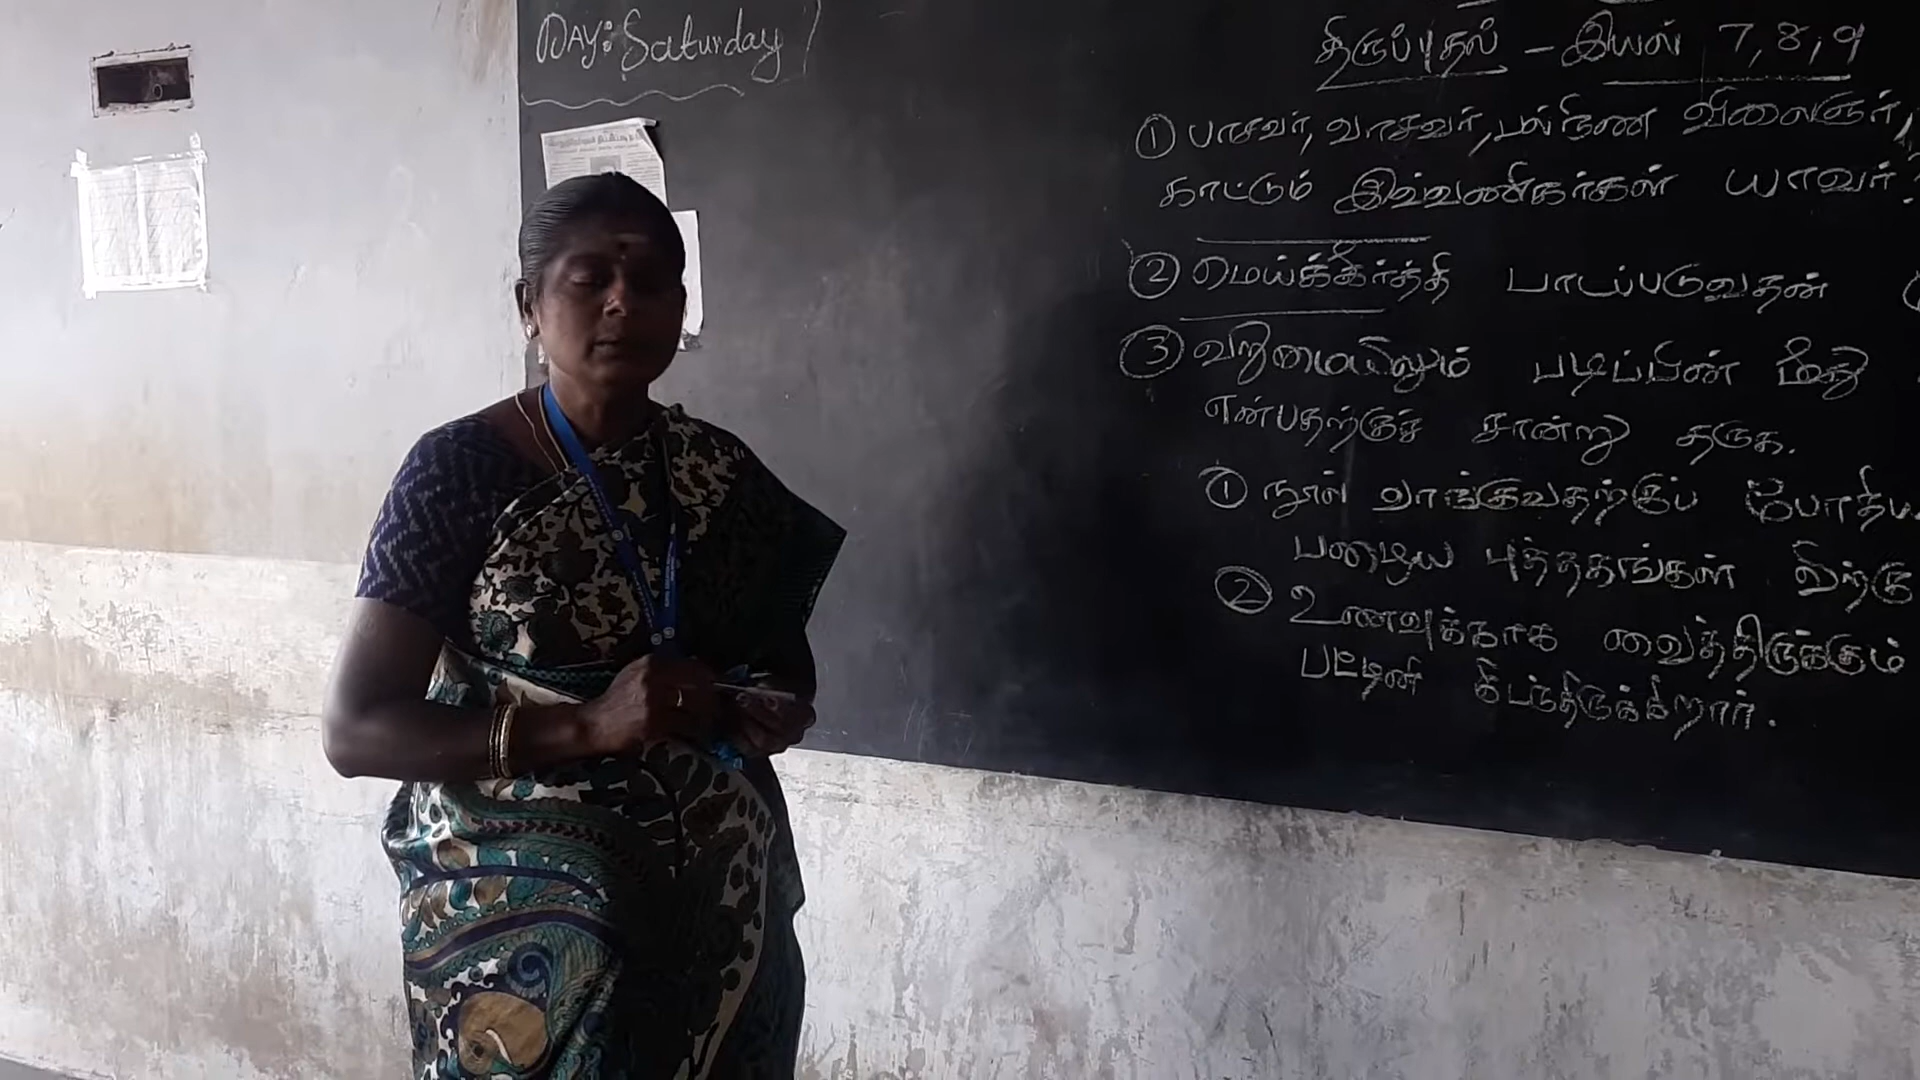 DAY: Saturday
திருப்புதல் - இயல் 7, 8, 9
① பாசவர், வாசவர், பல்நிண விலைஞர்,
காட்டும் இவ்வணிகர்கள் யாவர்?
② மெய்க்கீர்த்தி பாடப்படுவதன்
③ வறுமையிலும் படிப்பின் மீது
என்பதற்குச் சான்று தருக.
① நூல் வாங்குவதற்குப் போதிய
பழைய புத்தகங்கள் விற்கு
② உணவுக்காக வைத்திருக்கும்
பட்டினி கிடந்திருக்கிறார்.